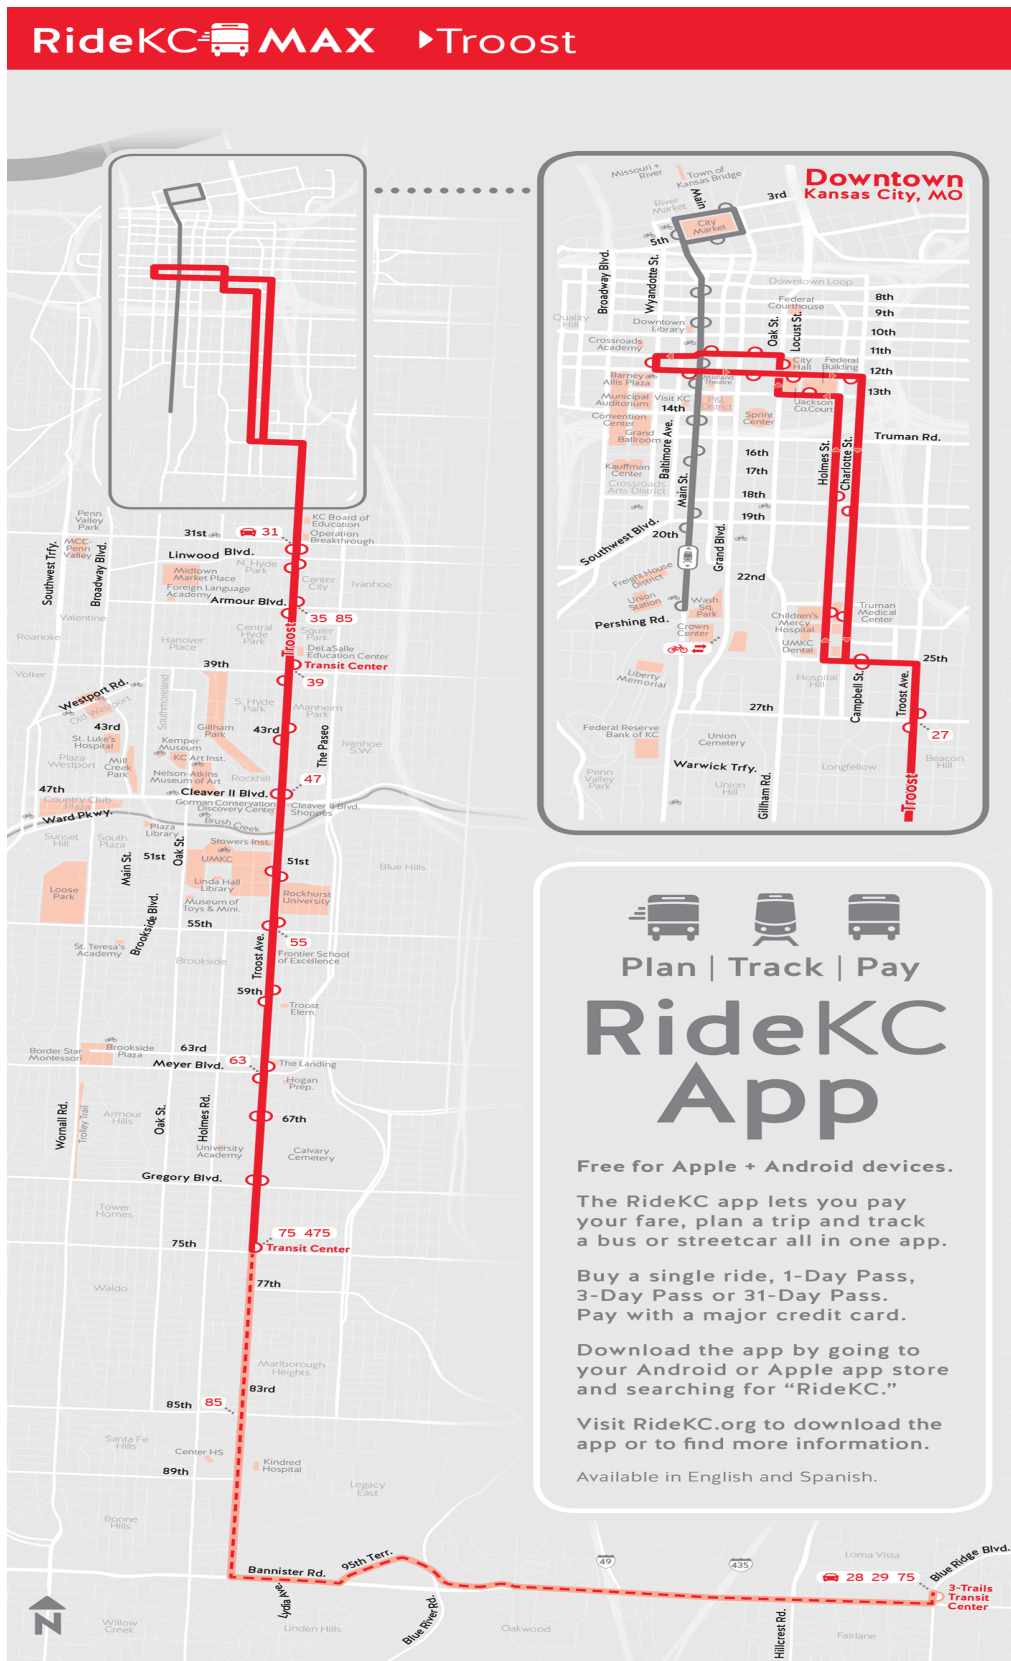 RideKC MAX Troost
Downtown
Kansas City, MO
Missouri +
River
Town of
Kansas Bridge
Main
3rd
River
Market
City
Market
5th
Broadway Blvd.
Wyandotte St.
Downtown Loop
8th
Federal
Courthouse
9th
Quality
Hill
Downtown
Library
Oak St.
Locust St.
10th
Crossroads
Academy
11th
City
Hall
Federal
Building
12th
Barney
Allis Plaza
Midland
Theatre
13th
Municipal
Auditorium
Visit KC
14th
P&L
District
Jackson
Co.Court
Convention
Center
Sprint
Center
Grand
Ballroom
Baltimore Ave.
Truman Rd.
Holmes St.
Charlotte St.
16th
Kauffman
Center
17th
Crossroads
Arts District
Main St.
18th
19th
Southwest Blvd.
20th
Grand Blvd.
Freight House
District
22nd
Union
Station
Wash.
Sq.
Park
Pershing Rd.
Crown
Center
Children's
Mercy
Hospital
Truman
Medical
Center
UMKC
Dental
25th
Liberty
Memorial
Hospital
Hill
Campbell St.
Troost Ave.
27th
Federal Reserve
Bank of KC
Union
Cemetery
27
Warwick Trfy.
Longfellow
Beacon
Hill
Penn
Valley
Park
Union
Hill
Gillham Rd.
Troost
Penn
Valley
Park
31st
31
KC Board of
Education
Operation
Breakthrough
Southwest Trfy.
MCC-
Penn
Valley
Broadway Blvd.
Linwood Blvd.
N. Hyde
Park
Midtown
Market Place
Center
City
Ivanhoe
Foreign Language
Academy
Armour Blvd.
Valentine
35 85
Roanoke
Hanover
Place
Central
Hyde
Park
Troost
Squier
Park
DeLaSalle
Education Center
39th
Transit Center
Volker
39
Westport Rd.
Old Westport
Southmoreland
S. Hyde
Park
Manheim
Park
43rd
Gillham
Park
43rd
The Paseo
St. Luke's
Hospital
Kemper
Museum
Ivanhoe
S.W.
Plaza
Westport
Mill
Creek
Park
KC Art Inst.
Nelson-Atkins
Museum of Art
Rockhill
47
47th
Cleaver II Blvd.
Country Club
Plaza
Gorman Conservation
Discovery Center
Cleaver II Blvd.
Shoppes
Ward Pkwy.
Brush Creek
Sunset
Hill
South
Plaza
Plaza
Library
Stowers Inst.
Main St.
51st
Oak St.
UMKC
51st
Blue Hills
Loose
Park
Linda Hall
Library
Rockhurst
University
Brookside Blvd.
Museum of
Toys & Mini.
55th
St. Teresa's
Academy
55
Troost Ave.
Frontier School
of Excellence
Brookside
59th
Troost
Elem.
63rd
Border Star
Montessori
Brookside
Plaza
Meyer Blvd.
63
The Landing
Hogan
Prep.
Wornall Rd.
Trolley Trail
Armour
Hills
Oak St.
Holmes Rd.
67th
University
Academy
Calvary
Cemetery
Gregory Blvd.
Tower
Homes
75 475
75th
Transit Center
Waldo
77th
Marlborough
Heights
83rd
85th
85
Santa Fe
Hills
Center HS
Kindred
Hospital
89th
Legacy
East
Boone
Hills
Bannister Rd.
95th Terr.
Lydia Ave.
Willow
Creek
Linden Hills
Blue River Rd.
Oakwood
49
435
Loma Vista
Blue Ridge Blvd.
28 29 75
3-Trails
Transit
Center
Hillcrest Rd.
Fairlane
N
Plan | Track | Pay
RideKC
App
Free for Apple + Android devices.
The RideKC app lets you pay
your fare, plan a trip and track
a bus or streetcar all in one app.
Buy a single ride, 1-Day Pass,
3-Day Pass or 31-Day Pass.
Pay with a major credit card.
Download the app by going to
your Android or Apple app store
and searching for “RideKC.”
Visit RideKC.org to download the
app or to find more information.
Available in English and Spanish.